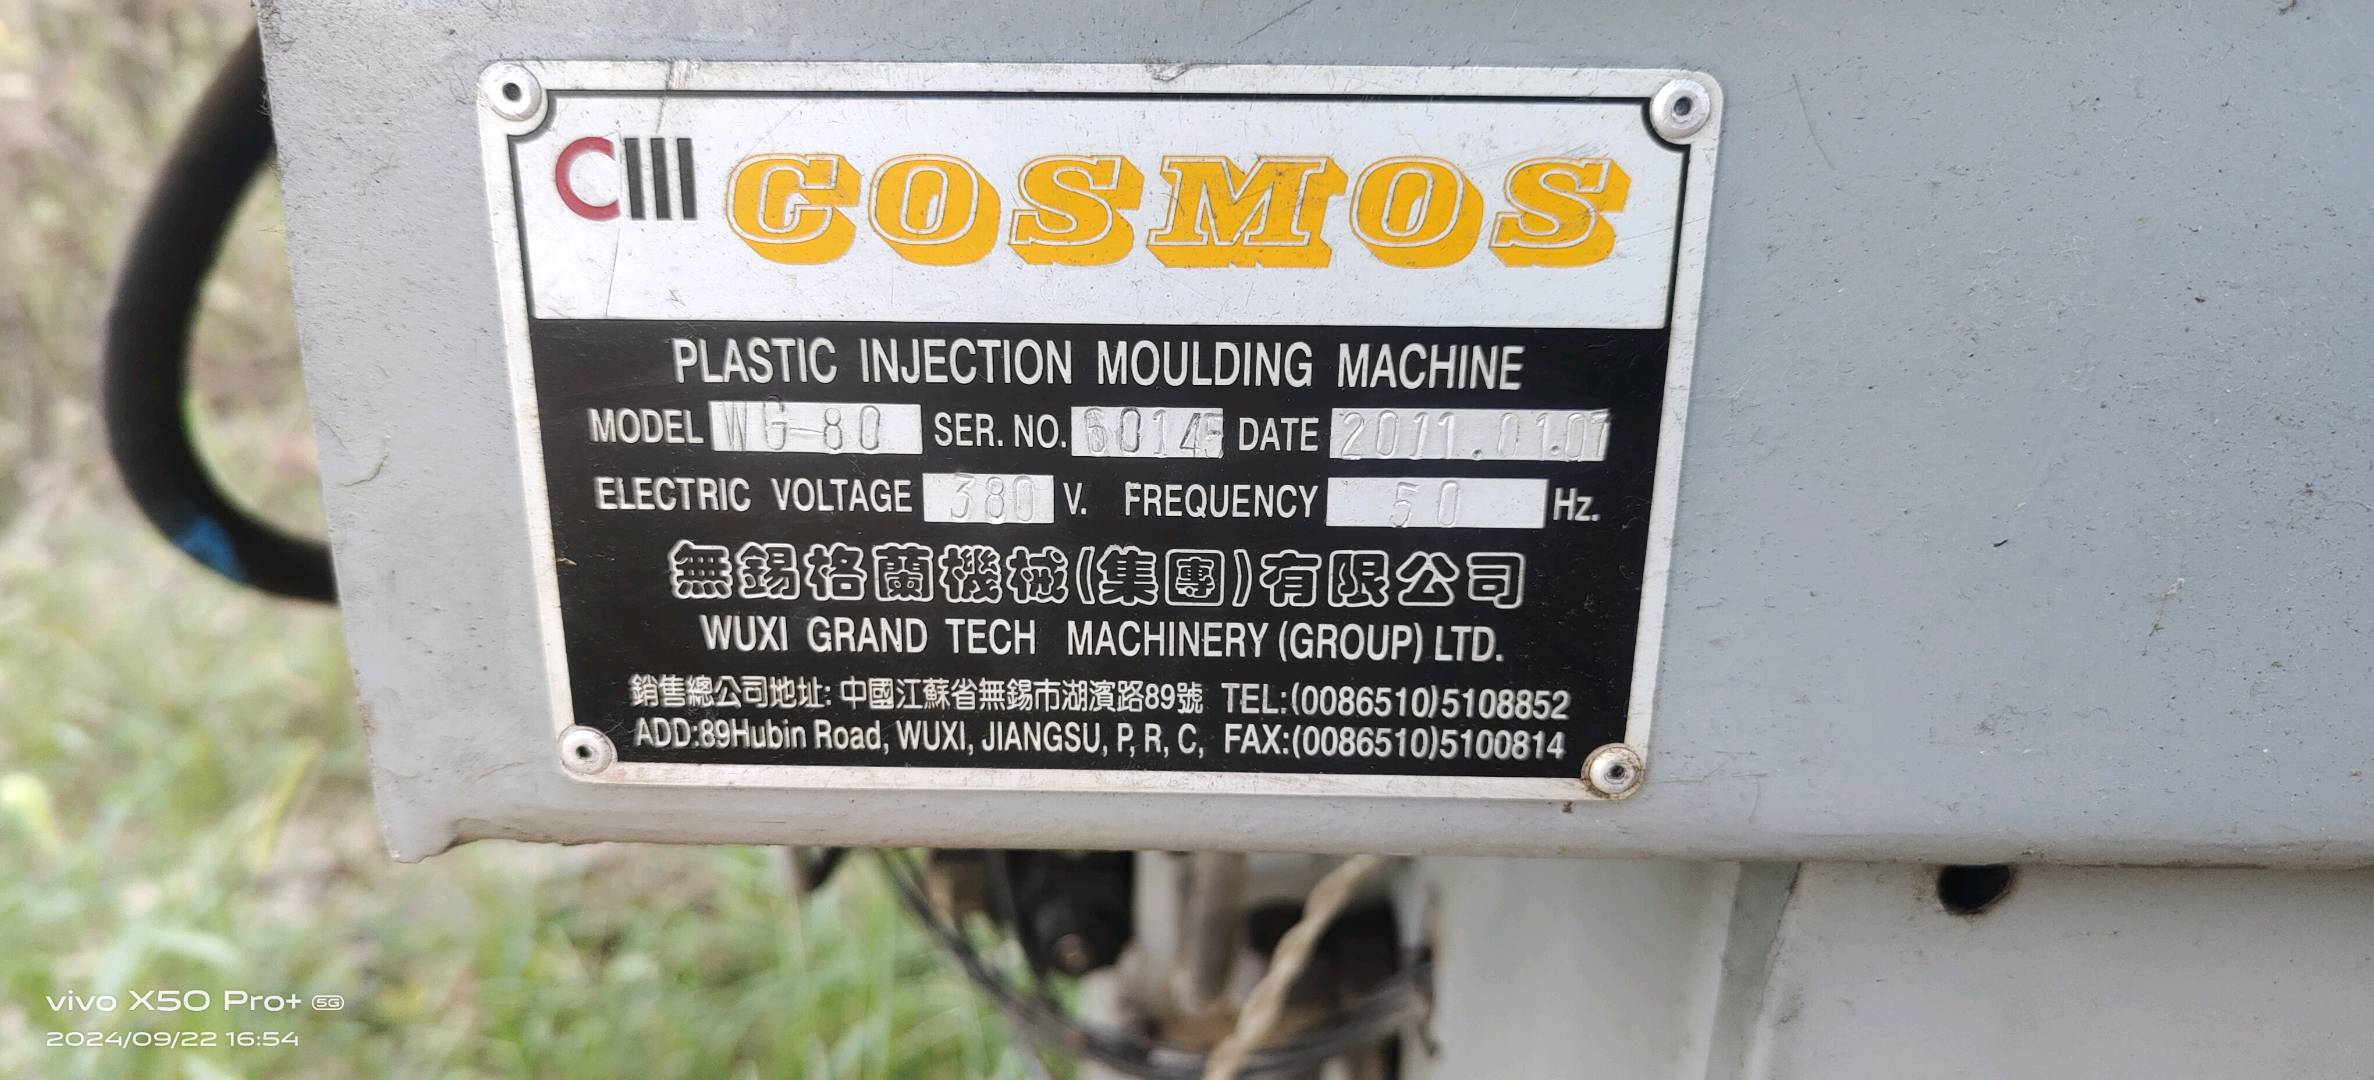 CIII COSMOS
PLASTIC INJECTION MOULDING MACHINE
MODEL WG-80 SER. NO. 60145 DATE 2011.01.07
ELECTRIC VOLTAGE 380 V. FREQUENCY 50 Hz.
無錫格蘭機械(集團)有限公司
WUXI GRAND TECH MACHINERY (GROUP) LTD.
銷售總公司地址: 中國江蘇省無錫市湖濱路89號 TEL:(0086510)5108852
ADD:89Hubin Road, WUXI, JIANGSU, P, R, C, FAX:(0086510)5100814
vivo X50 Pro+ 5G
2024/09/22 16:54